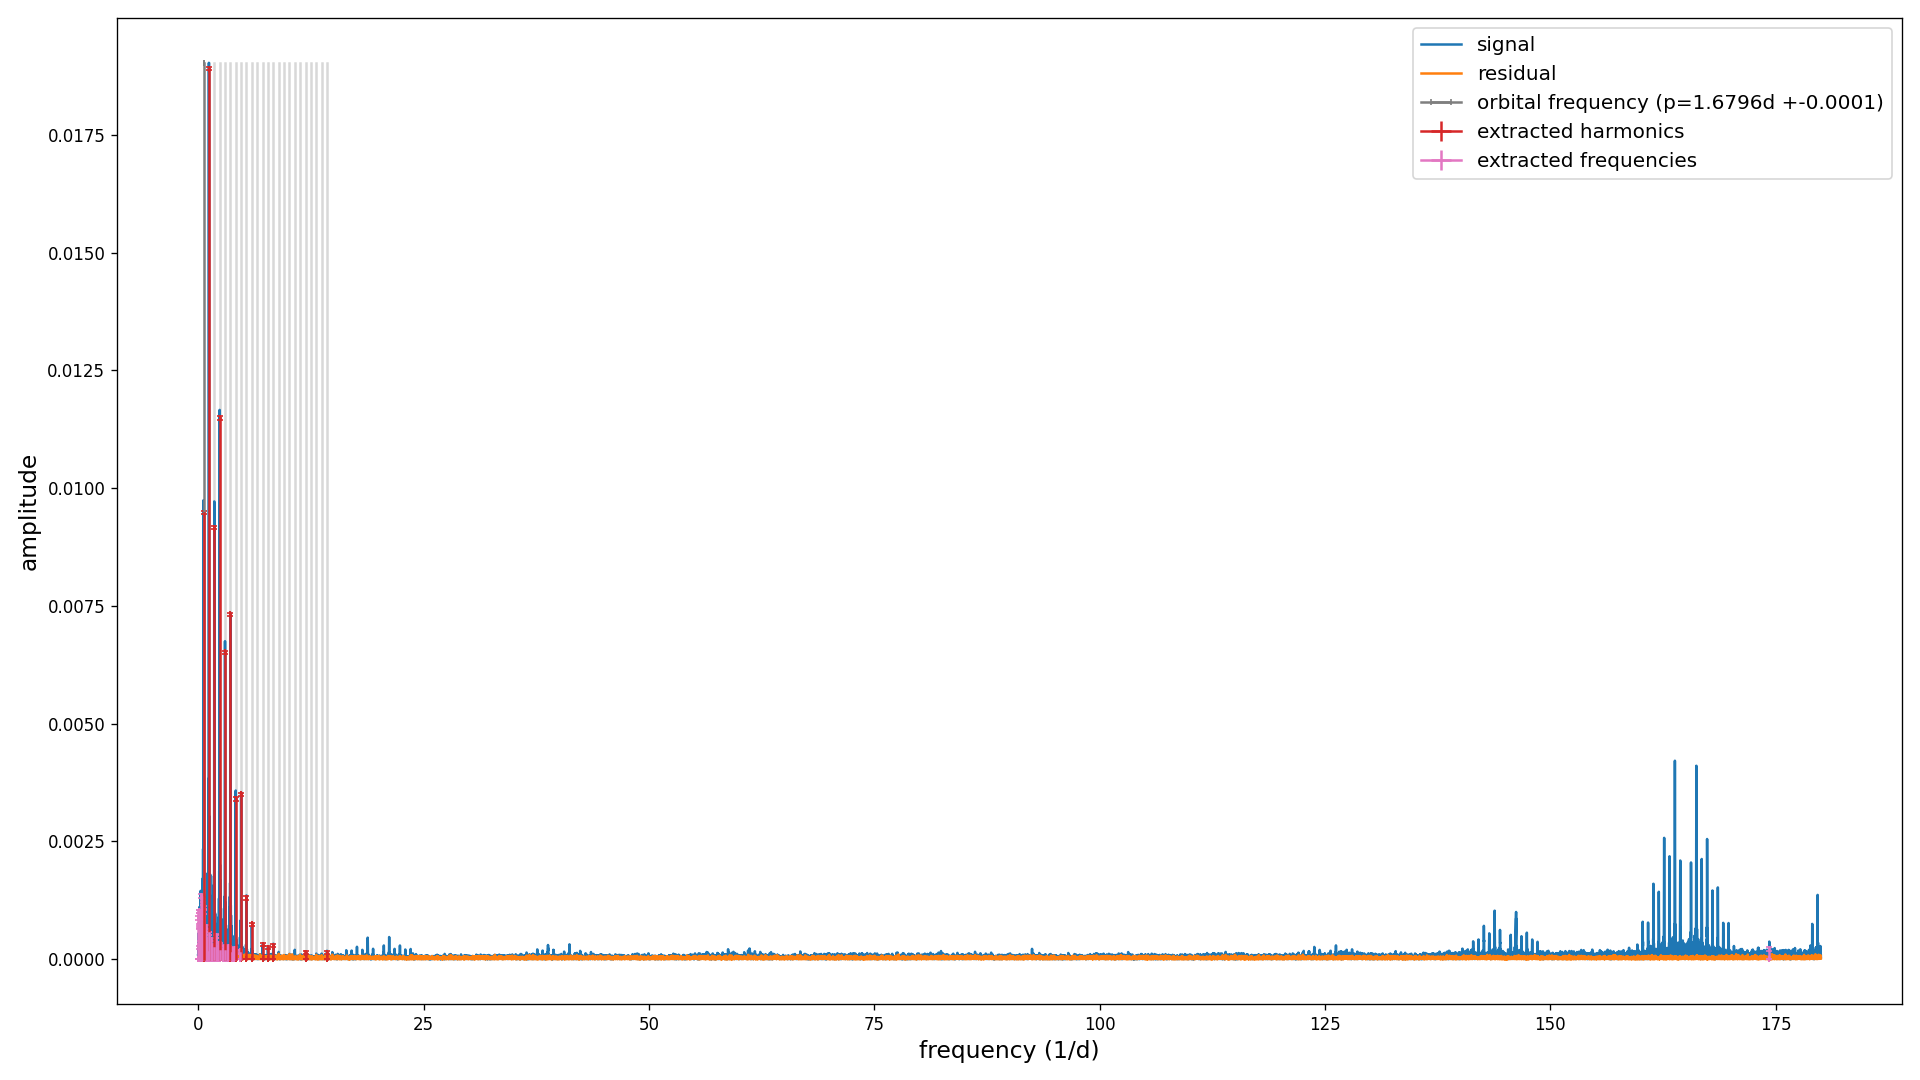 signal
residual
orbital frequency (p=1.6796d +-0.0001)
extracted harmonics
extracted frequencies
amplitude
0.0175
0.0150
0.0125
0.0100
0.0075
0.0050
0.0025
0.0000
0 25 50 75 100 125 150 175
frequency (1/d)